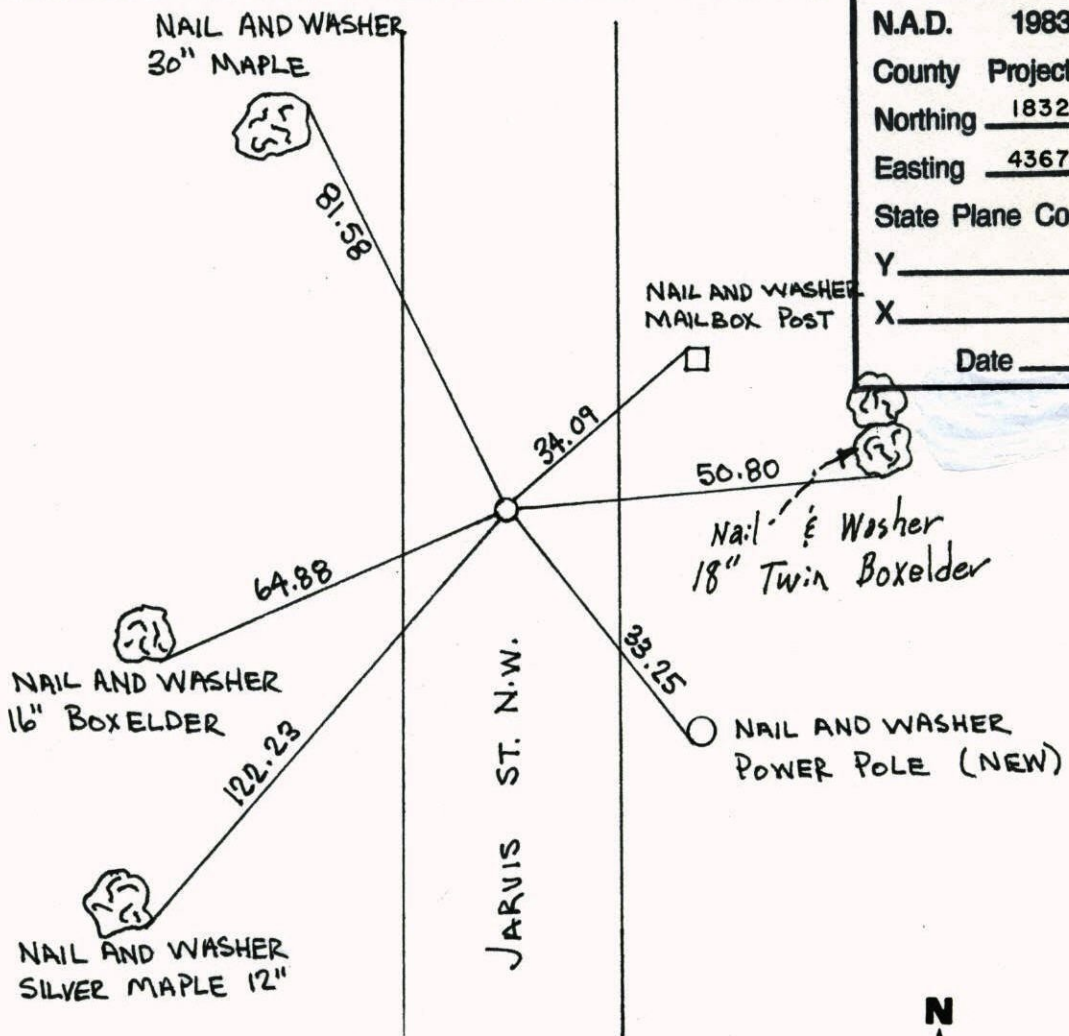 NAIL AND WASHER
30" MAPLE
N.A.D. 1983
County Project
Northing 1832
Easting 4367
State Plane Co
Y
X
Date
81.58
NAIL AND WASHER
MAILBOX POST
34.09
50.80
Nail & Washer
18" Twin Boxelder
64.88
NAIL AND WASHER
16" BOXELDER
33.25
NAIL AND WASHER
POWER POLE (NEW)
122.23
JARVIS ST. N.W.
NAIL AND WASHER
SILVER MAPLE 12"
N